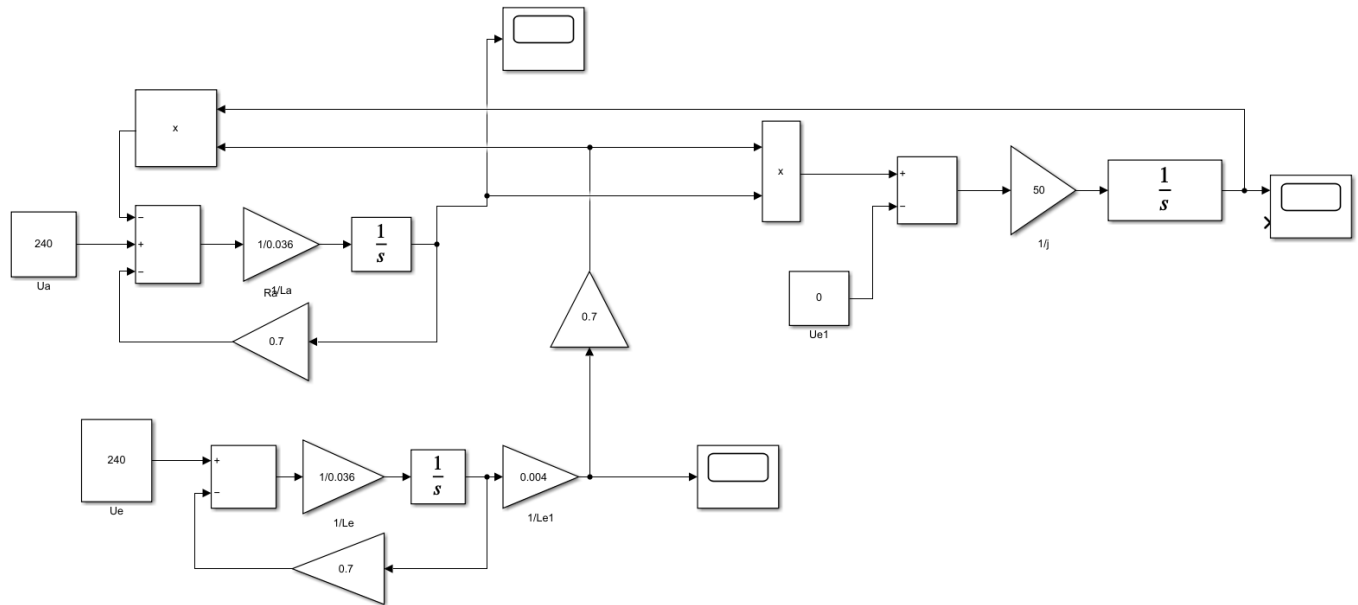 x
x
240
Ua
−
+
−
1/0.036
1/La
Ra
1
s
0.7
+
−
50
1/j
1
s
0
Ue1
0.7
240
Ue
+
−
1/0.036
1/Le
1
s
0.004
1/Le1
0.7